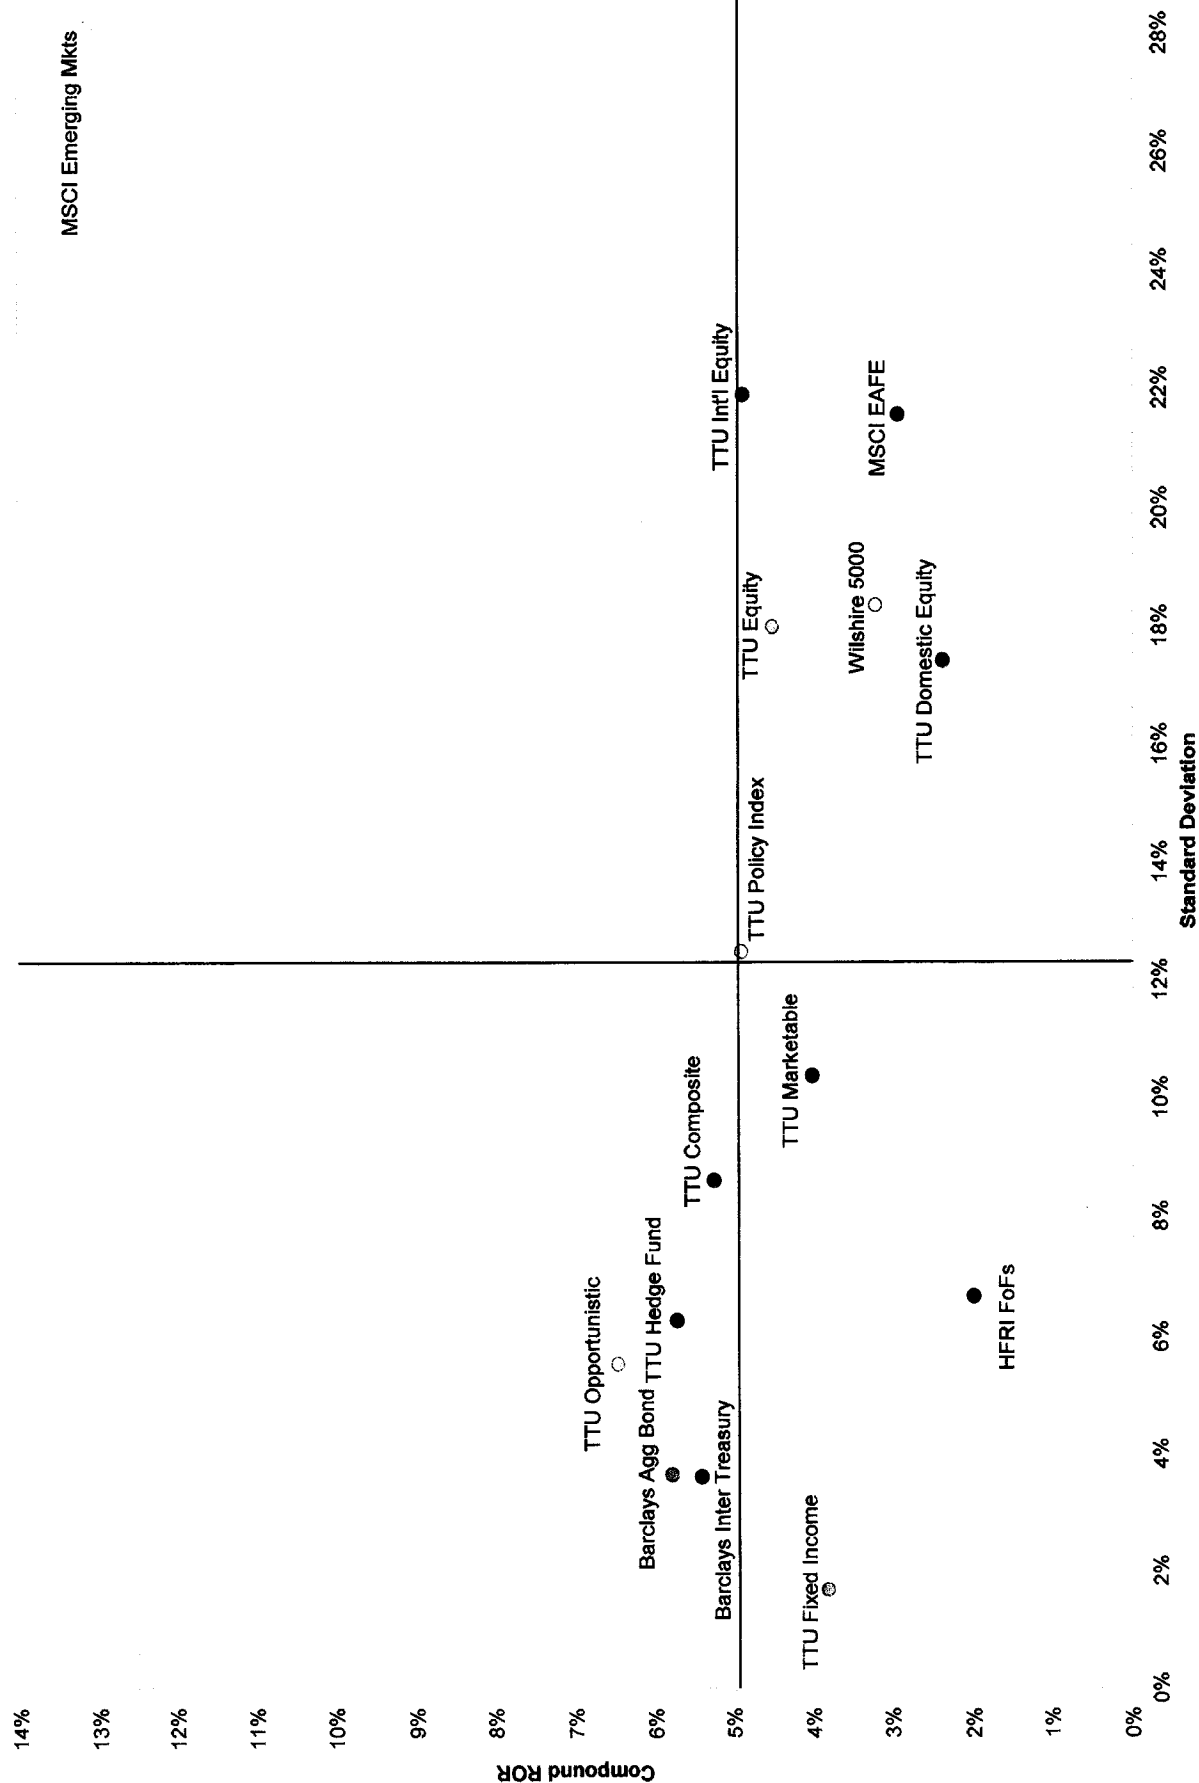 14%
13%
12%
11%
10%
9%
8%
7%
6%
5%
4%
3%
2%
1%
0%
Compound ROR
MSCI Emerging Mkts
TTU Opportunistic
Barclays Agg Bond
TTU Hedge Fund
TTU Composite
TTU Int'l Equity
Barclays Inter Treasury
TTU Policy Index
TTU Equity
TTU Marketable
TTU Fixed Income
Wilshire 5000
MSCI EAFE
TTU Domestic Equity
HFRI FoFs
0%
2%
4%
6%
8%
10%
12%
14%
16%
18%
20%
22%
24%
26%
28%
Standard Deviation